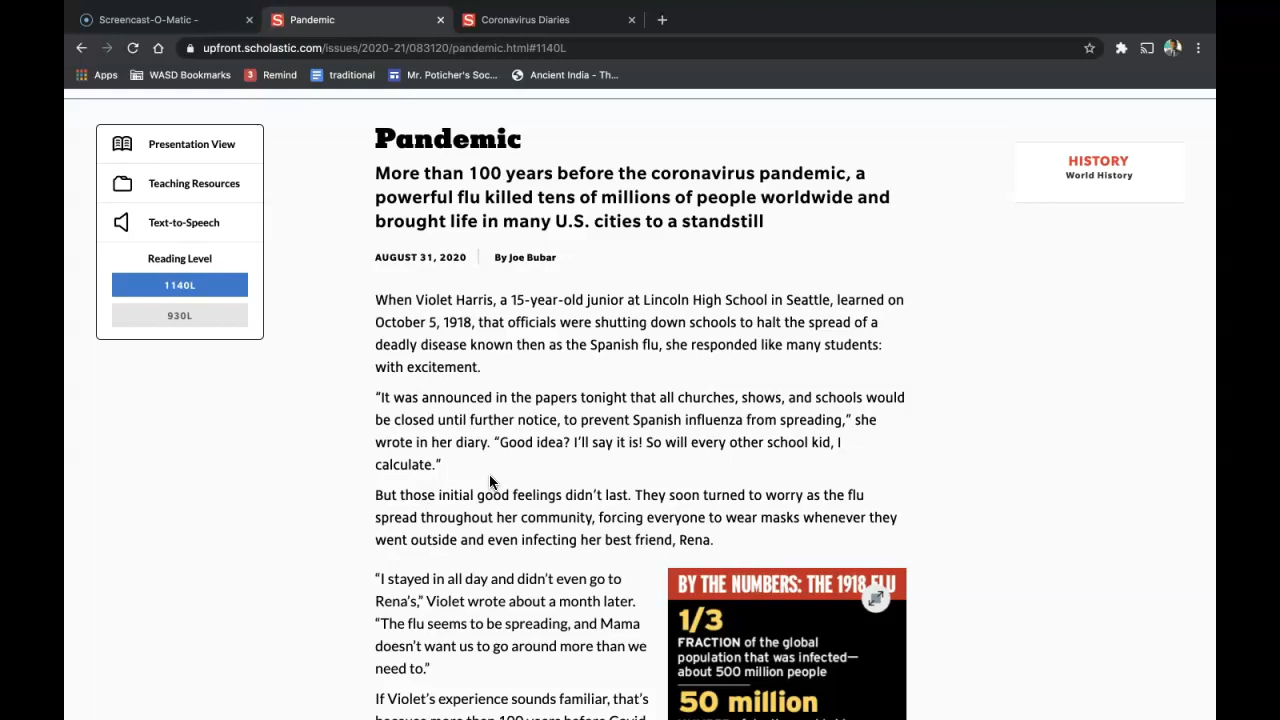 Screencast-O-Matic -
Pandemic
Coronavirus Diaries
upfront.scholastic.com/issues/2020-21/083120/pandemic.html#1140L
Apps
WASD Bookmarks
3 Remind
traditional
Mr. Poticher's Soc...
Ancient India - Th...
Presentation View
Teaching Resources
Text-to-Speech
Reading Level
1140L
930L
Pandemic
More than 100 years before the coronavirus pandemic, a
powerful flu killed tens of millions of people worldwide and
brought life in many U.S. cities to a standstill
AUGUST 31, 2020
By Joe Bubar
HISTORY
World History
When Violet Harris, a 15-year-old junior at Lincoln High School in Seattle, learned on
October 5, 1918, that officials were shutting down schools to halt the spread of a
deadly disease known then as the Spanish flu, she responded like many students:
with excitement.
“It was announced in the papers tonight that all churches, shows, and schools would
be closed until further notice, to prevent Spanish influenza from spreading,” she
wrote in her diary. “Good idea? I’ll say it is! So will every other school kid, I
calculate.”
But those initial good feelings didn’t last. They soon turned to worry as the flu
spread throughout her community, forcing everyone to wear masks whenever they
went outside and even infecting her best friend, Rena.
“I stayed in all day and didn’t even go to
Rena’s,” Violet wrote about a month later.
“The flu seems to be spreading, and Mama
doesn’t want us to go around more than we
need to.”
If Violet’s experience sounds familiar, that’s
because more than 100 years before Covid
BY THE NUMBERS: THE 1918 FLU
1/3
FRACTION of the global
population that was infected—
about 500 million people
50 million